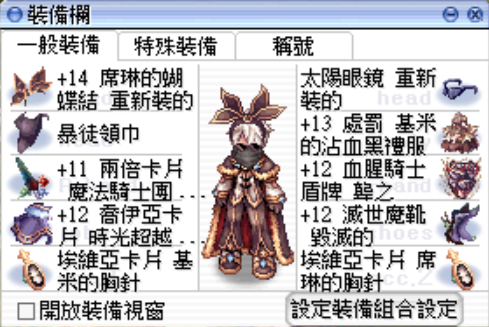 裝備欄
一般裝備 特殊裝備 稱號
+14 席琳的蝴
蝶結 重新裝的
暴徒領巾
+11 兩倍卡片
魔法騎士團...
+12 喬伊亞卡
片 時光超越...
埃維亞卡片 基
米的胸針
太陽眼鏡 重新
裝的
head
+13 處罰 基米
的沾血黑禮服
+12 血腥騎士
盾牌 龔之
+12 滅世魔靴
毀滅的
埃維亞卡片 席
琳的胸針
□開放裝備視窗
設定裝備組合設定